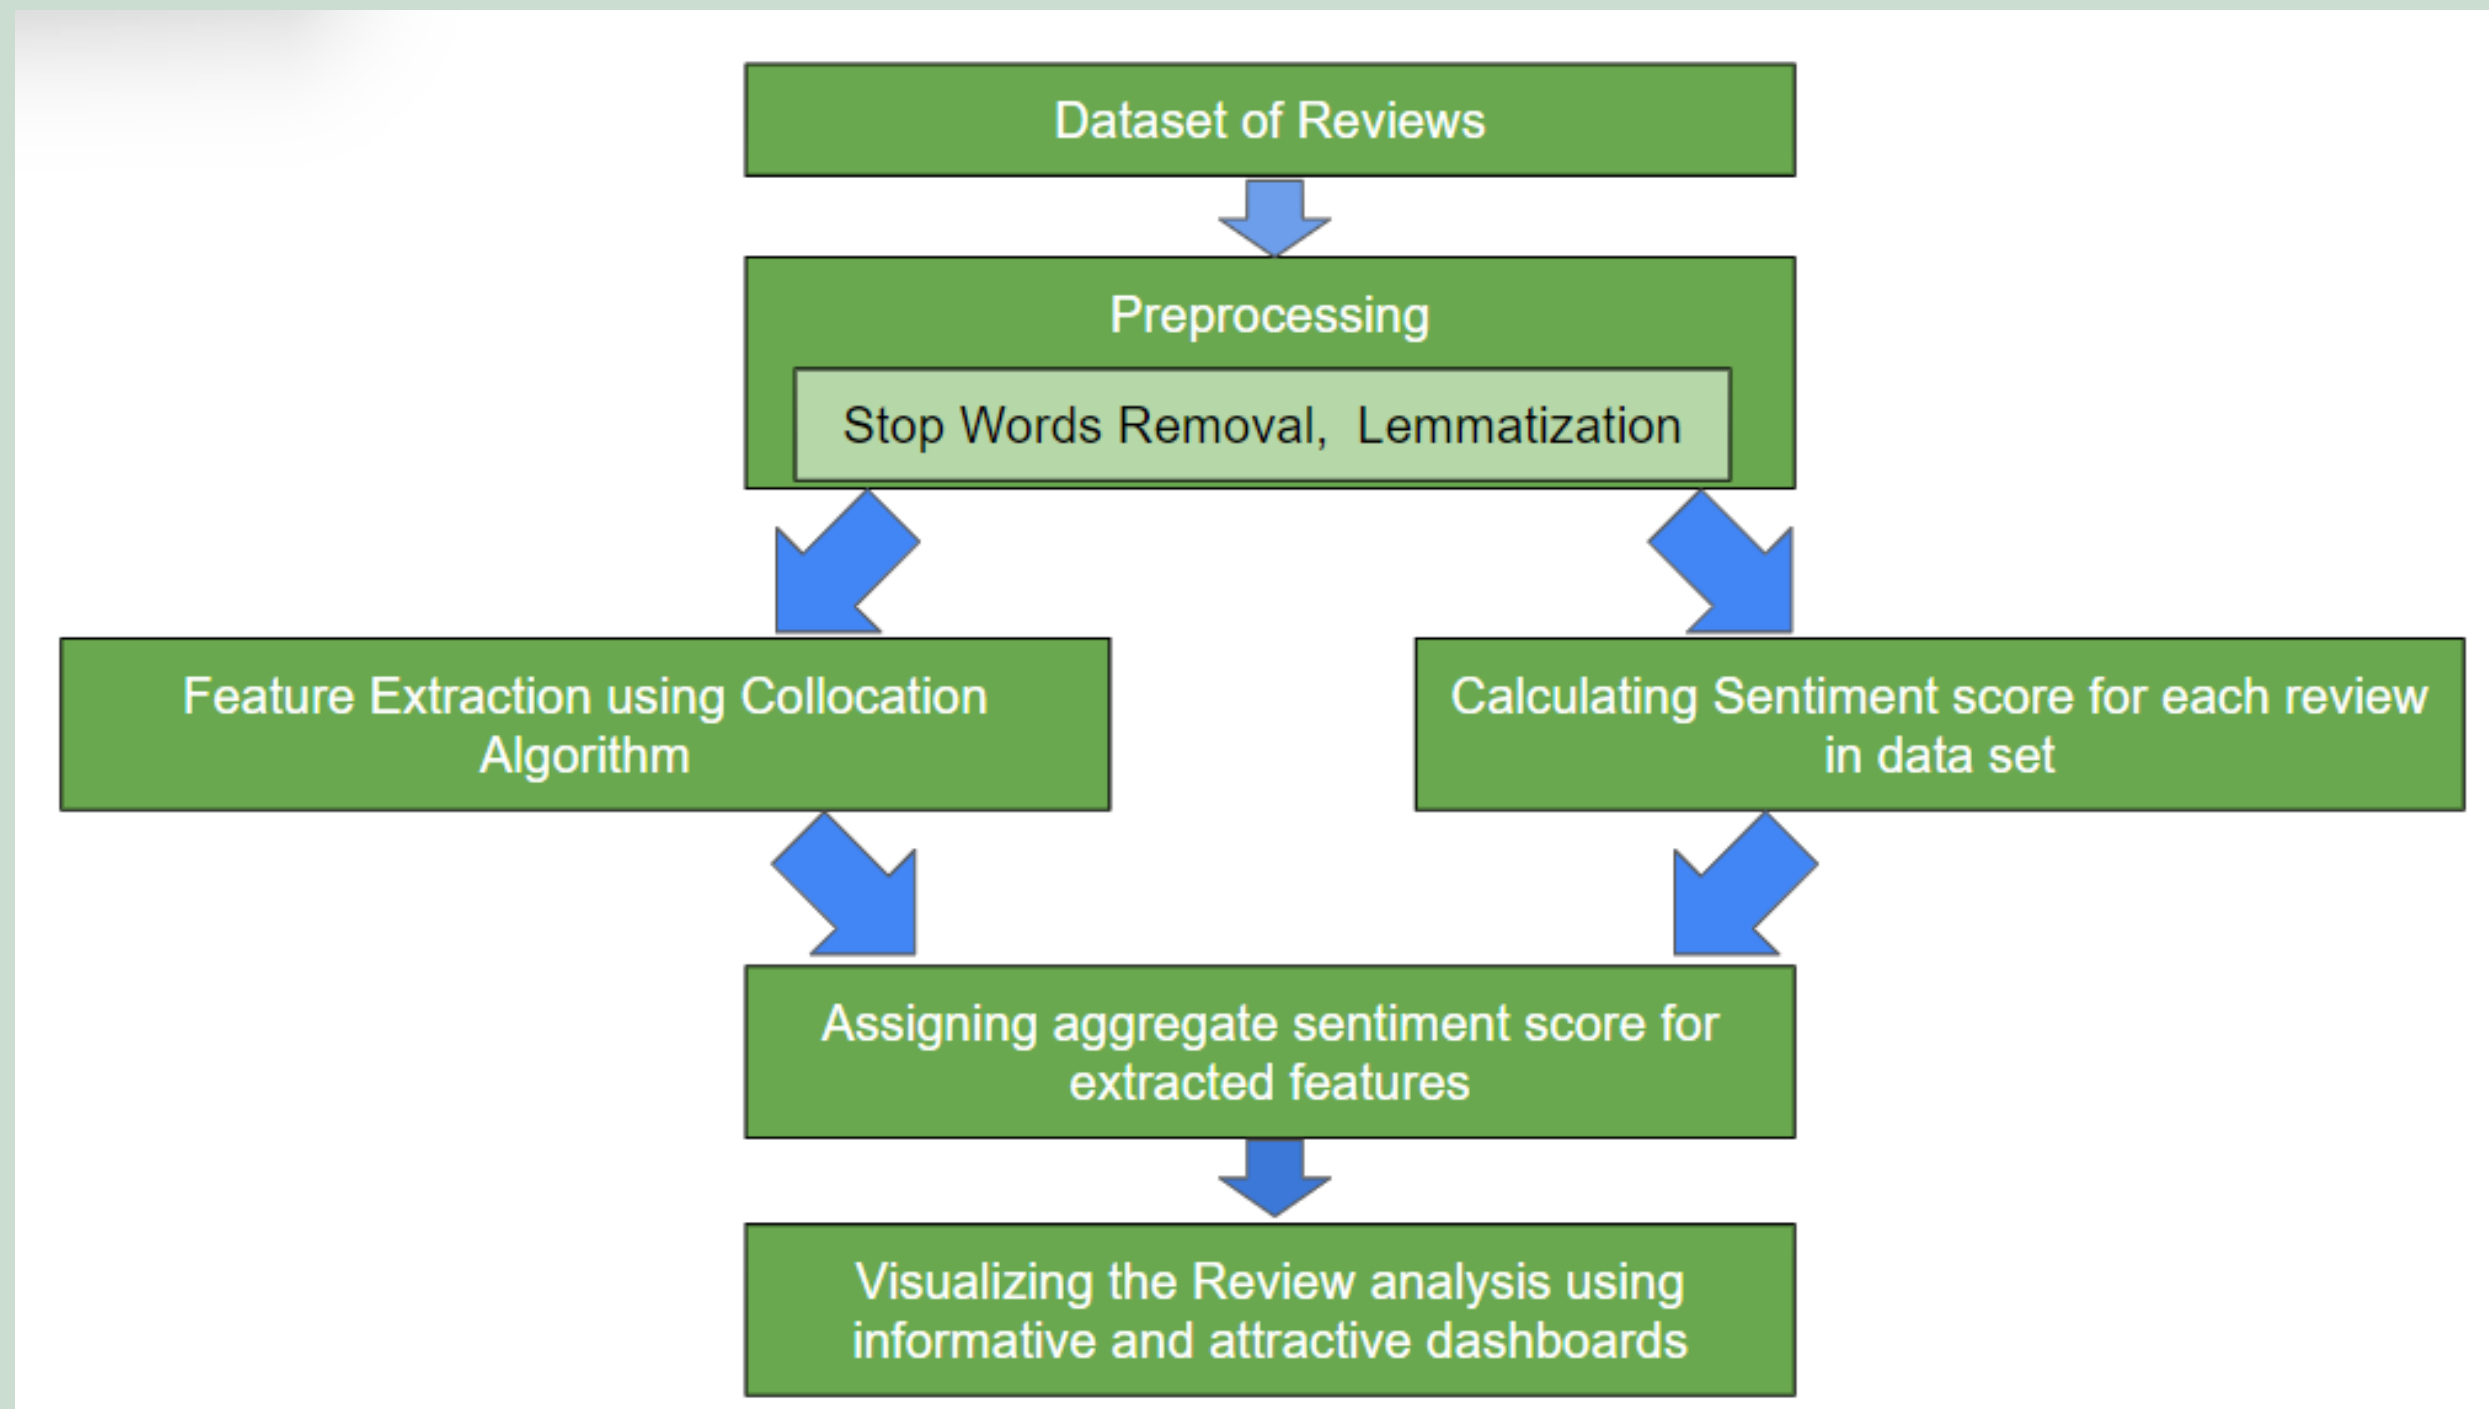 Dataset of Reviews
Preprocessing
Stop Words Removal, Lemmatization
Feature Extraction using Collocation
Algorithm
Calculating Sentiment score for each review
in data set
Assigning aggregate sentiment score for
extracted features
Visualizing the Review analysis using
informative and attractive dashboards